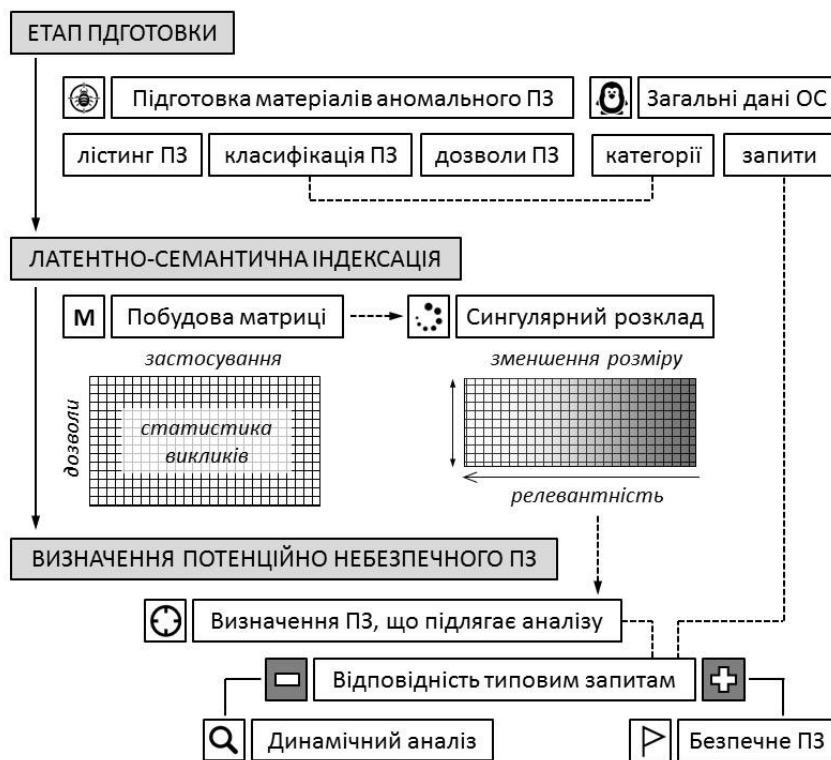 ЕТАП ПДГОТОВКИ
Підготовка матеріалів аномального ПЗ
Загальні дані ОС
лістинг ПЗ
класифікація ПЗ
дозволи ПЗ
категорії
запити
ЛАТЕНТНО-СЕМАНТИЧНА ІНДЕКСАЦІЯ
М
Побудова матриці
Сингулярний розклад
застосування
зменшення розміру
дозволи
статистика
викликів
релевантність
ВИЗНАЧЕННЯ ПОТЕНЦІЙНО НЕБЕЗПЕЧНОГО ПЗ
Визначення ПЗ, що підлягає аналізу
Відповідність типовим запитам
Динамічний аналіз
Безпечне ПЗ